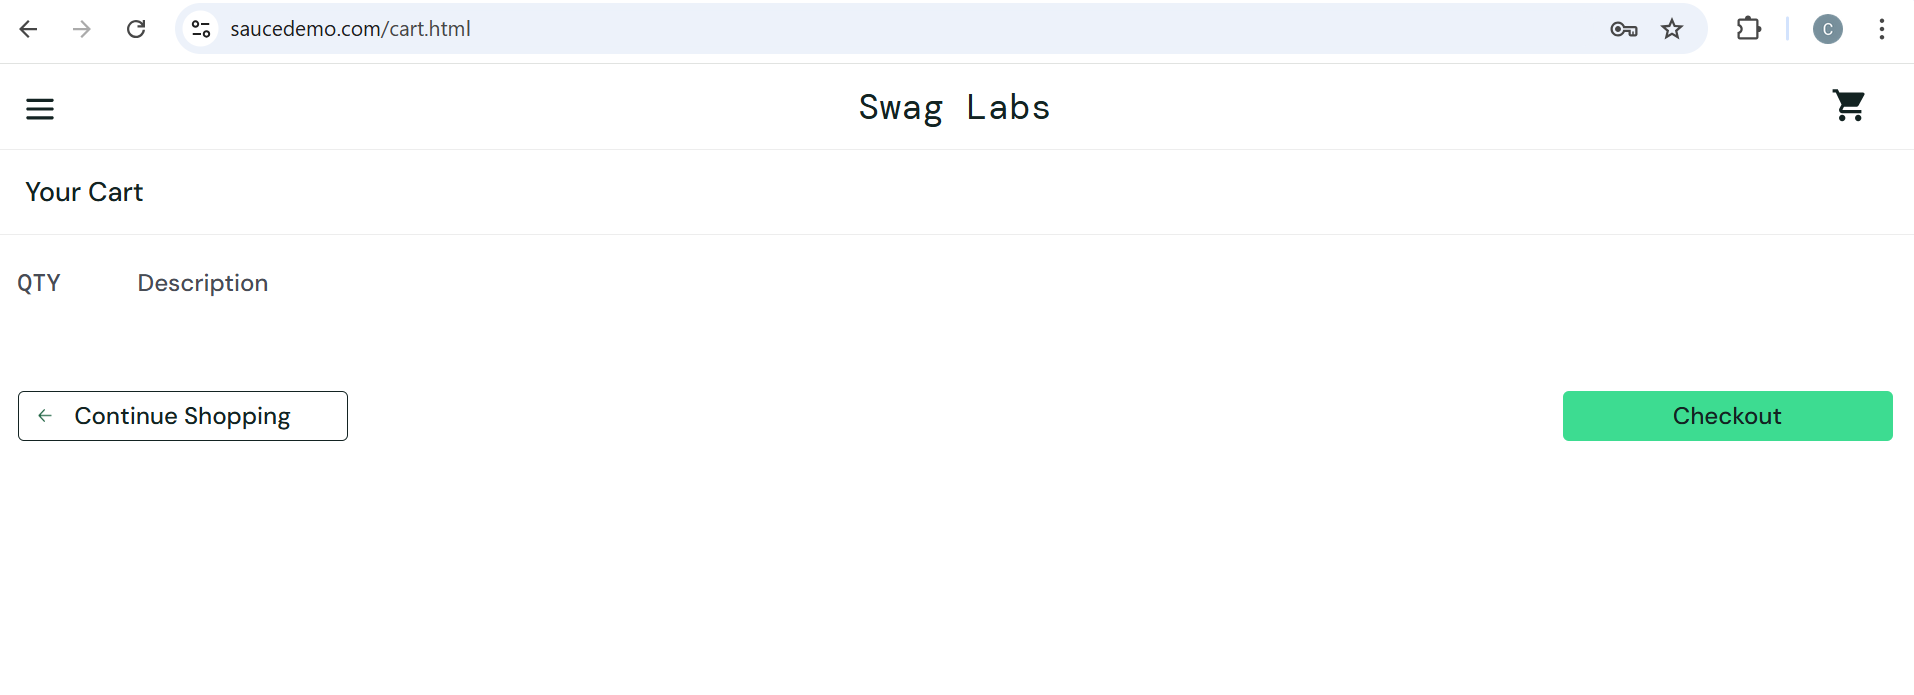 saucedemo.com/cart.html
C
Swag Labs
Your Cart
QTY Description
Continue Shopping
Checkout